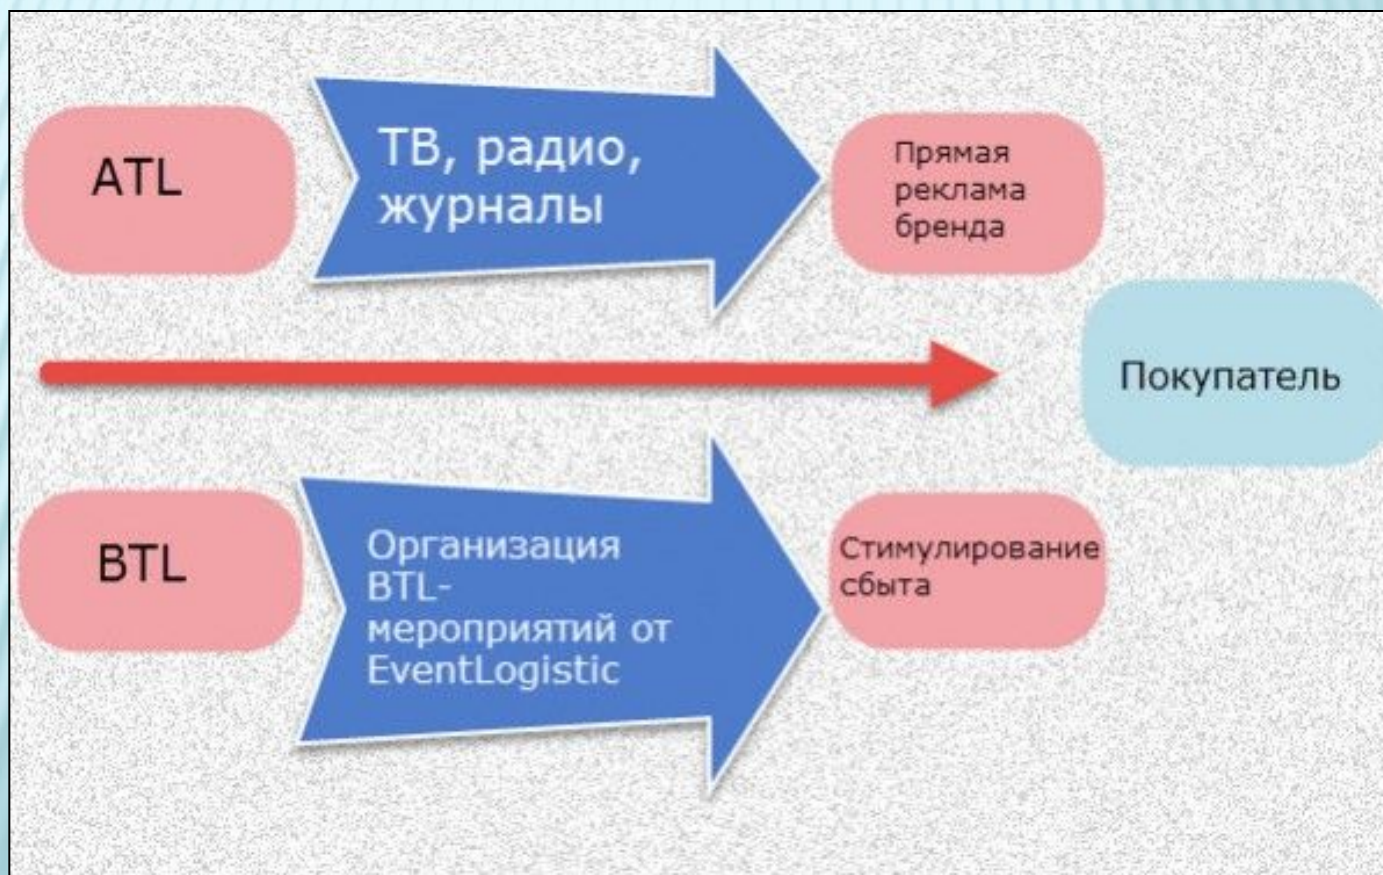 ATL
ТВ, радио,
журналы
Прямая
реклама
бренда
Покупатель
BTL
Организация
BTL-
мероприятий от
EventLogistic
Стимулирование
сбыта